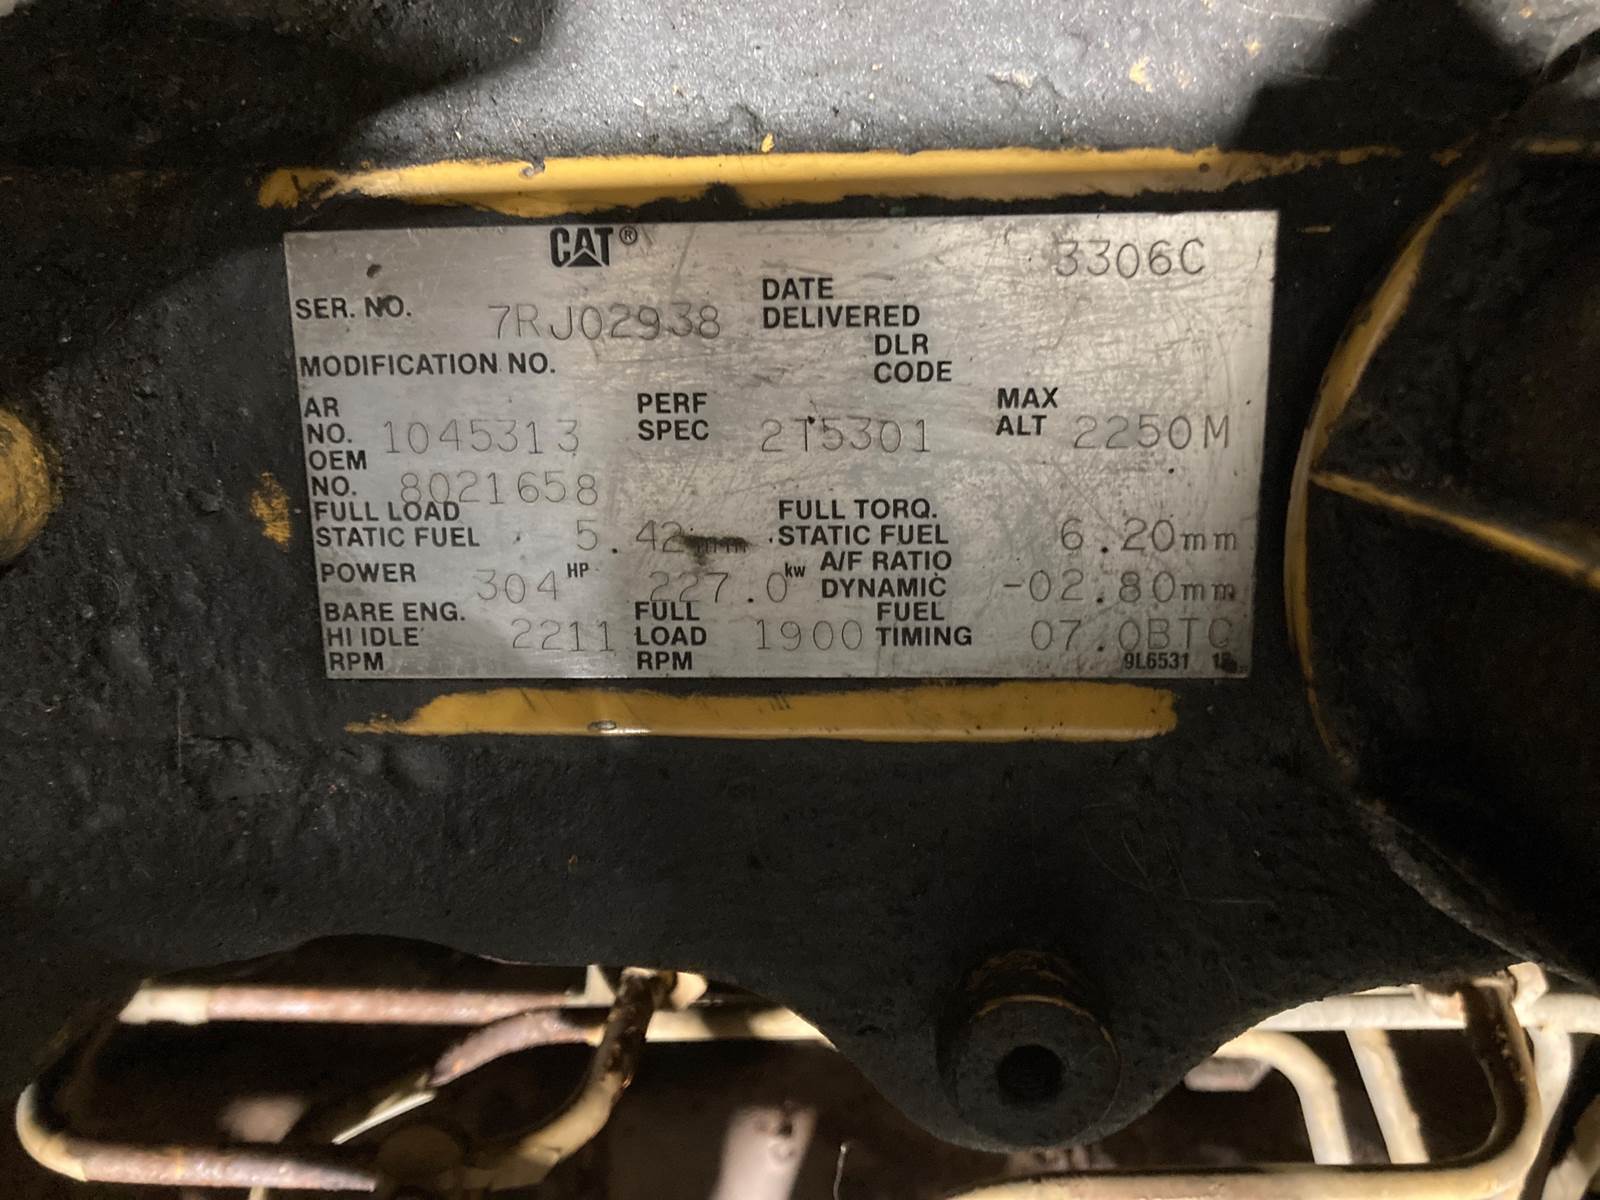 CAT® 3306C
SER. NO. 7RJ02938 DATE DELIVERED
DLR CODE
MODIFICATION NO.
AR NO. 1045313 PERF SPEC 2T5301 MAX ALT 2250M
OEM NO. 8021658
FULL LOAD STATIC FUEL 5.42mm FULL TORQ. STATIC FUEL 6.20mm
POWER 304 HP 227.0 kw A/F RATIO DYNAMIC -02.80mm
BARE ENG. HI IDLE RPM 2211 FULL LOAD RPM 1900 FUEL TIMING 07.0BTC
9L6531